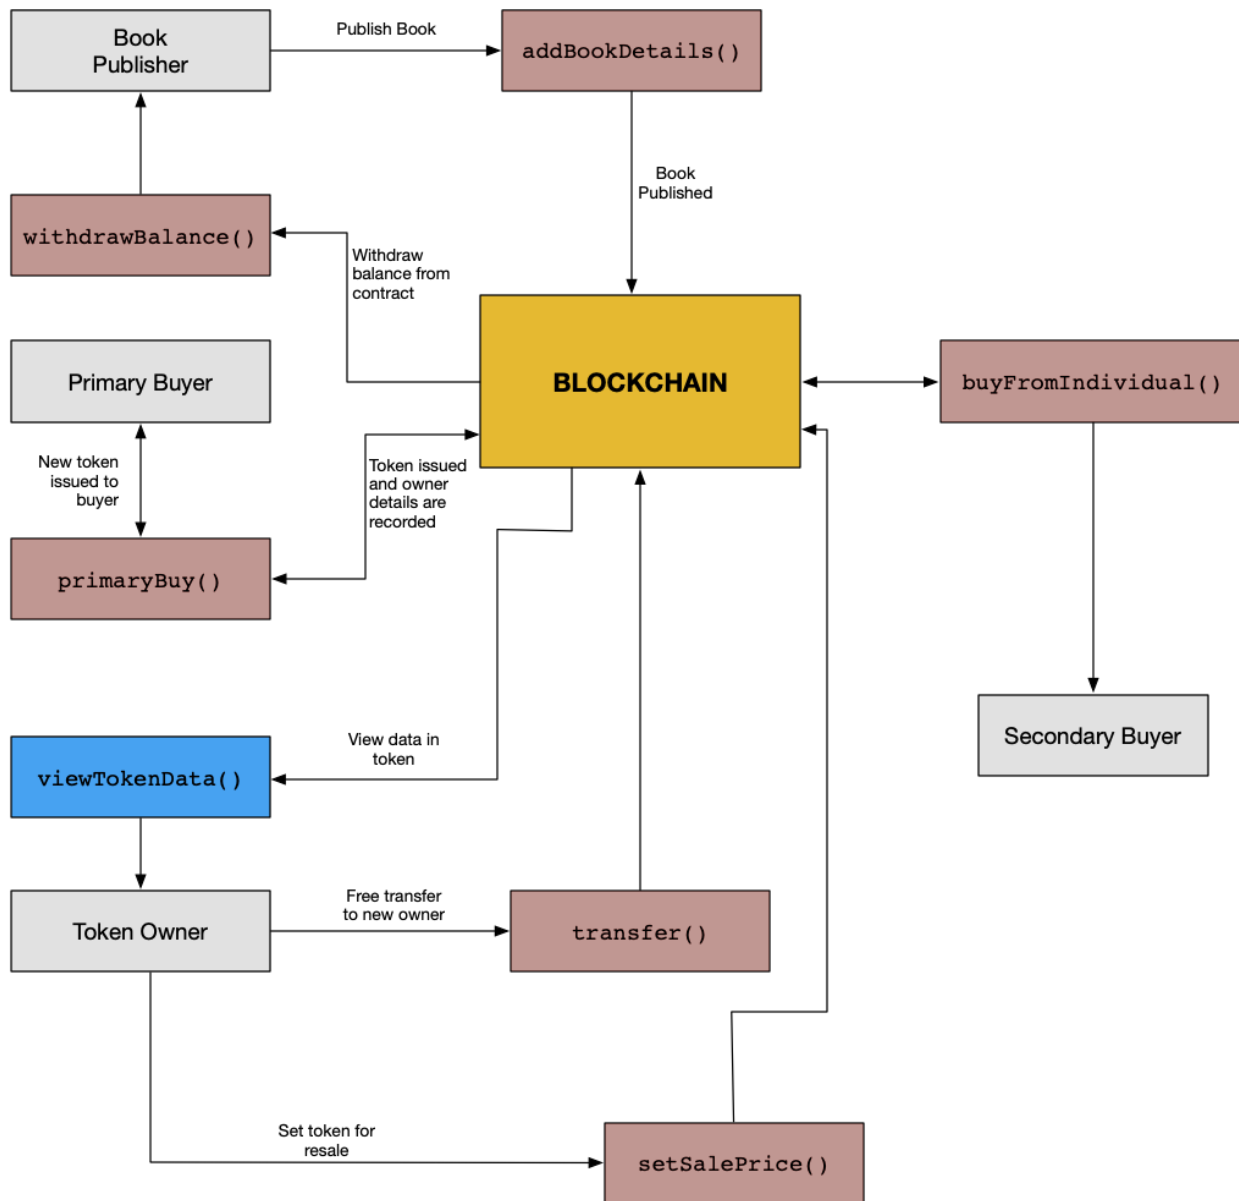 Book
Publisher
Publish Book
addBookDetails()
Book
Published
withdrawBalance()
Withdraw
balance from
contract
BLOCKCHAIN
Primary Buyer
buyFromIndividual()
New token
issued to
buyer
Token issued
and owner
details are
recorded
primaryBuy()
Secondary Buyer
View data in
token
viewTokenData()
Token Owner
Free transfer
to new owner
transfer()
Set token for
resale
setSalePrice()